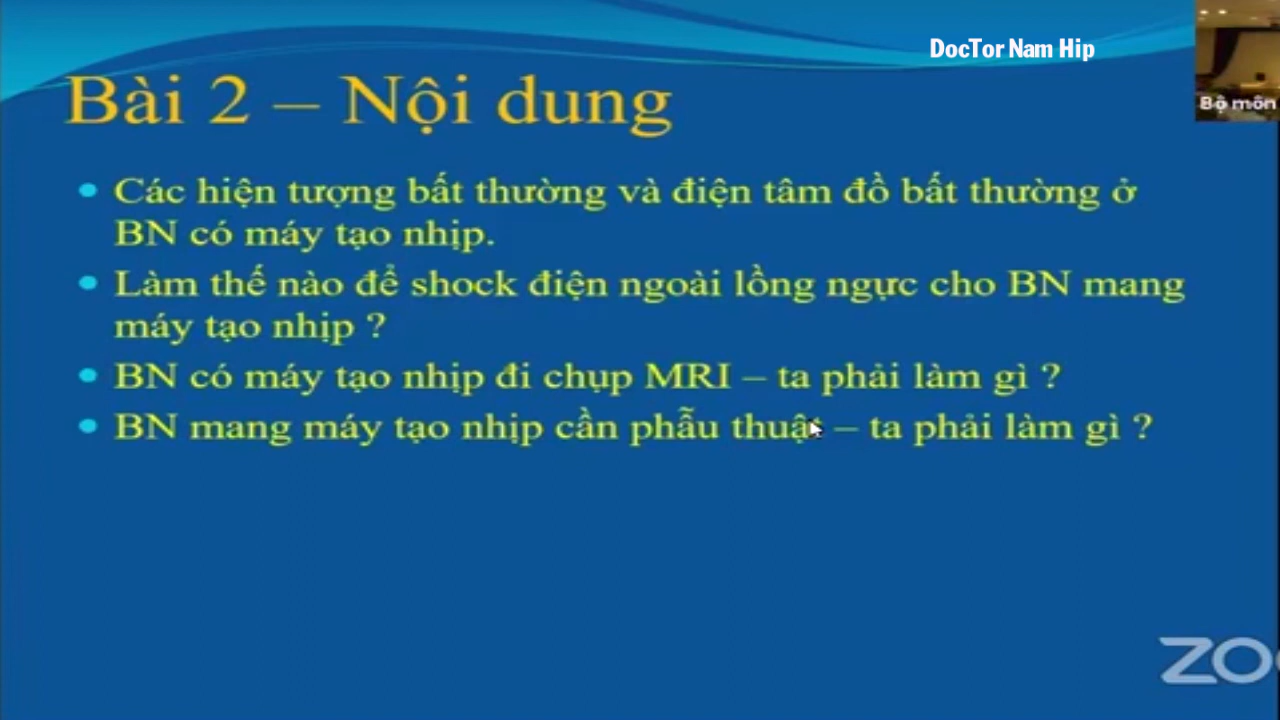 DocTor Nam Hip
Bộ môn
Bài 2 – Nội dung
Các hiện tượng bất thường và điện tâm đồ bất thường ở
BN có máy tạo nhịp.
Làm thế nào để shock điện ngoài lồng ngực cho BN mang
máy tạo nhịp ?
BN có máy tạo nhịp đi chụp MRI – ta phải làm gì ?
BN mang máy tạo nhịp cần phẫu thuật – ta phải làm gì ?